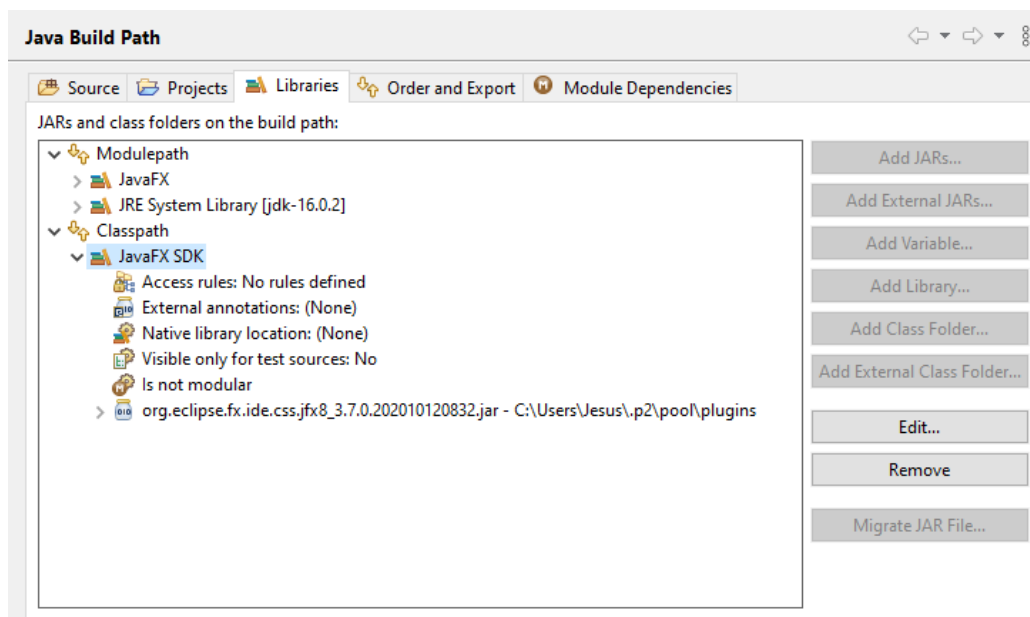 Java Build Path
Source Projects Libraries Order and Export Module Dependencies
JARs and class folders on the build path:
Modulepath
JavaFX
JRE System Library [jdk-16.0.2]
Classpath
JavaFX SDK
Access rules: No rules defined
External annotations: (None)
Native library location: (None)
Visible only for test sources: No
Is not modular
org.eclipse.fx.ide.css.jfx8_3.7.0.202010120832.jar - C:\Users\Jesus\.p2\pool\plugins
Add JARs...
Add External JARs...
Add Variable...
Add Library...
Add Class Folder...
Add External Class Folder...
Edit...
Remove
Migrate JAR File...